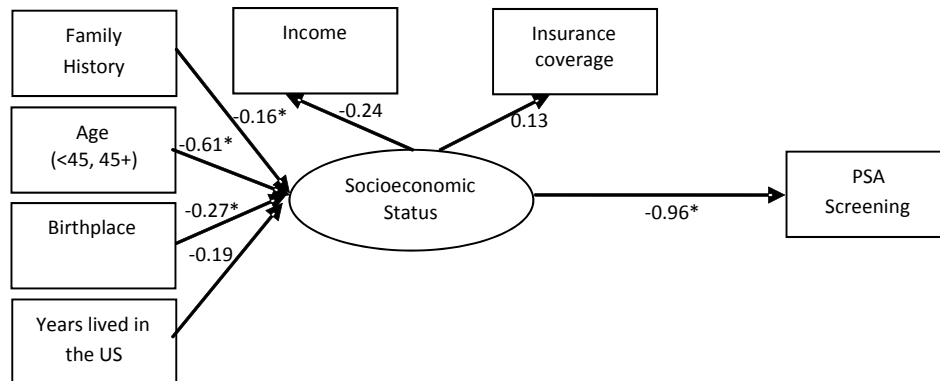 Family
History
Income
Insurance
coverage
-0.16*
-0.24
0.13
Age
(<45, 45+)
-0.61*
Socioeconomic
Status
PSA
Screening
-0.27*
-0.96*
Birthplace
-0.19
Years lived in
the US